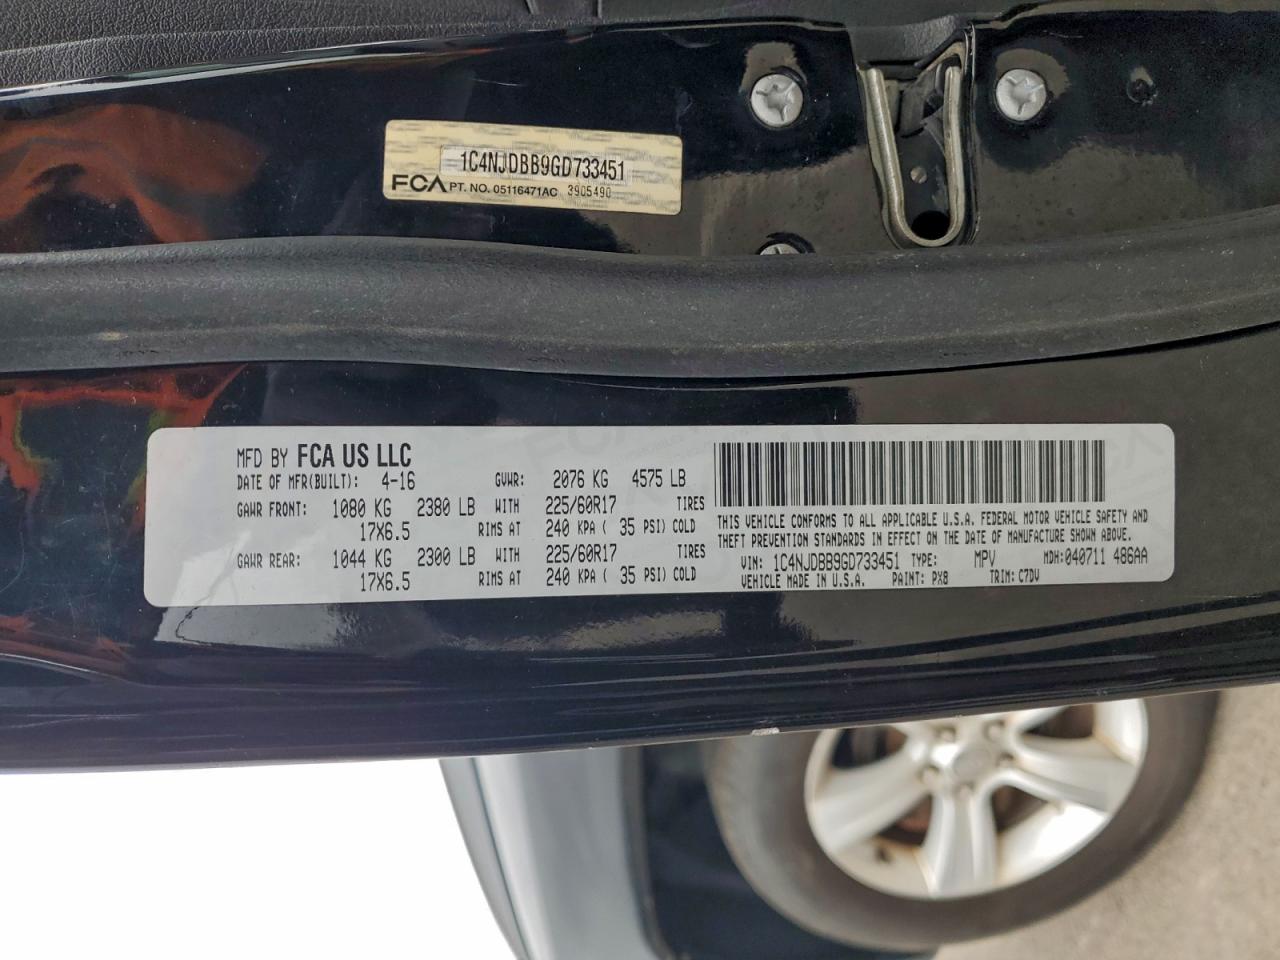 1C4NJDBB9GD733451
FCA PT. NO. 05116471AC 3905490
MFD BY FCA US LLC
DATE OF MFR(BUILT): 4-16 GVWR: 2076 KG 4575 LB
GAWR FRONT: 1080 KG 2380 LB WITH 225/60R17 TIRES
17X6.5 RIMS AT 240 KPA ( 35 PSI) COLD
GAWR REAR: 1044 KG 2300 LB WITH 225/60R17 TIRES
17X6.5 RIMS AT 240 KPA ( 35 PSI) COLD
THIS VEHICLE CONFORMS TO ALL APPLICABLE U.S.A. FEDERAL MOTOR VEHICLE SAFETY AND
THEFT PREVENTION STANDARDS IN EFFECT ON THE DATE OF MANUFACTURE SHOWN ABOVE.
VIN: 1C4NJDBB9GD733451 TYPE: MPV MDH:040711 486AA
VEHICLE MADE IN U.S.A. PAINT: PX8 TRIM: C7DV